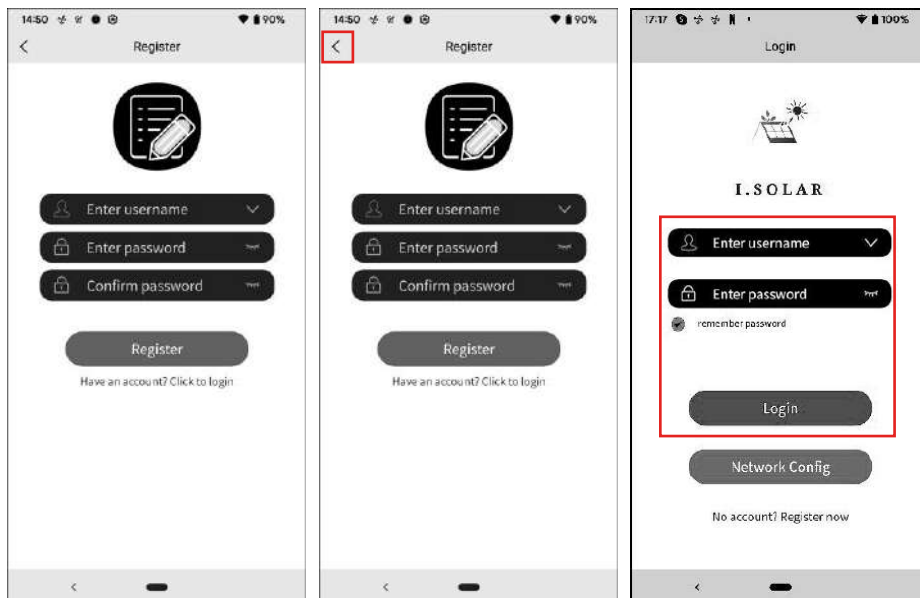 14:50
90%
Register
Enter username
Enter password
Confirm password
Register
Have an account? Click to login
14:50
90%
Register
Enter username
Enter password
Confirm password
Register
Have an account? Click to login
17:17
100%
Login
I.SOLAR
Enter username
Enter password
remember password
Login
Network Config
No account? Register now